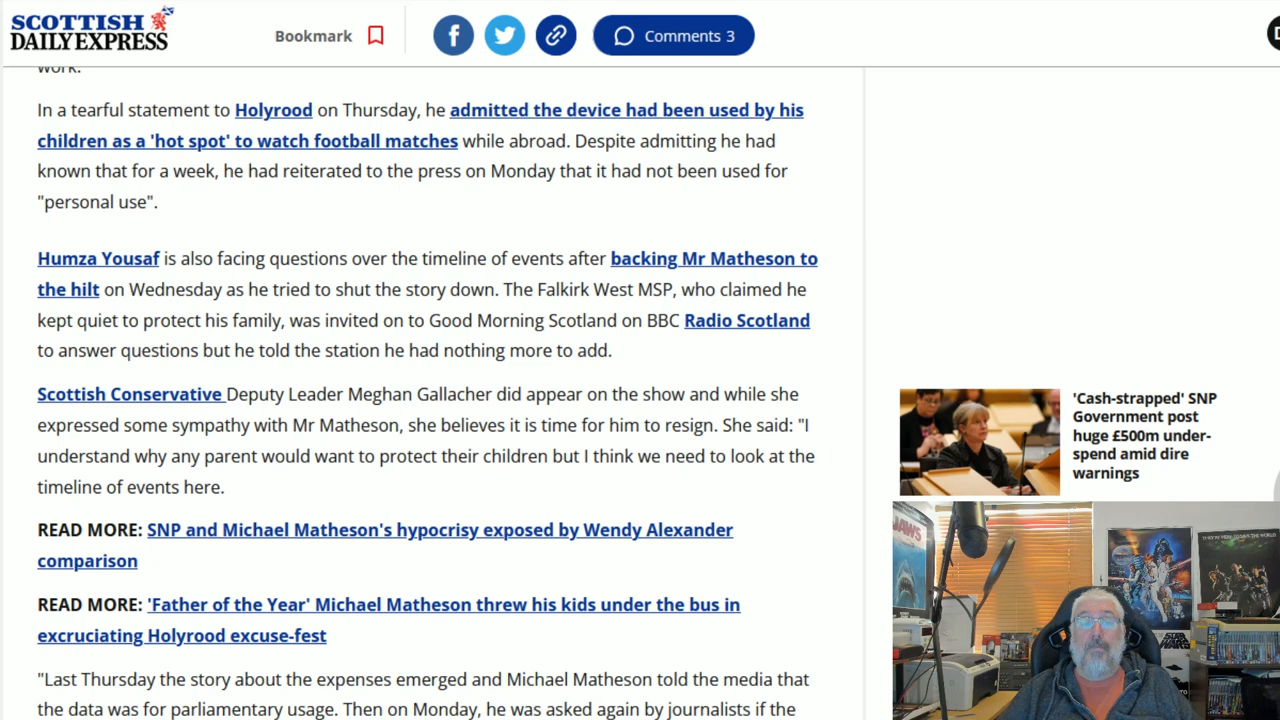 SCOTTISH
DAILY EXPRESS
Bookmark
Comments 3
work.
In a tearful statement to Holyrood on Thursday, he admitted the device had been used by his
children as a 'hot spot' to watch football matches while abroad. Despite admitting he had
known that for a week, he had reiterated to the press on Monday that it had not been used for
"personal use".
Humza Yousaf is also facing questions over the timeline of events after backing Mr Matheson to
the hilt on Wednesday as he tried to shut the story down. The Falkirk West MSP, who claimed he
kept quiet to protect his family, was invited on to Good Morning Scotland on BBC Radio Scotland
to answer questions but he told the station he had nothing more to add.
Scottish Conservative Deputy Leader Meghan Gallacher did appear on the show and while she
expressed some sympathy with Mr Matheson, she believes it is time for him to resign. She said: "I
understand why any parent would want to protect their children but I think we need to look at the
timeline of events here.
READ MORE: SNP and Michael Matheson's hypocrisy exposed by Wendy Alexander
comparison
READ MORE: 'Father of the Year' Michael Matheson threw his kids under the bus in
excruciating Holyrood excuse-fest
"Last Thursday the story about the expenses emerged and Michael Matheson told the media that
the data was for parliamentary usage. Then on Monday, he was asked again by journalists if the
'Cash-strapped' SNP
Government post
huge £500m under-
spend amid dire
warnings
JAWS
THEY'RE HERE TO SAVE THE WORLD
STAR
WARS